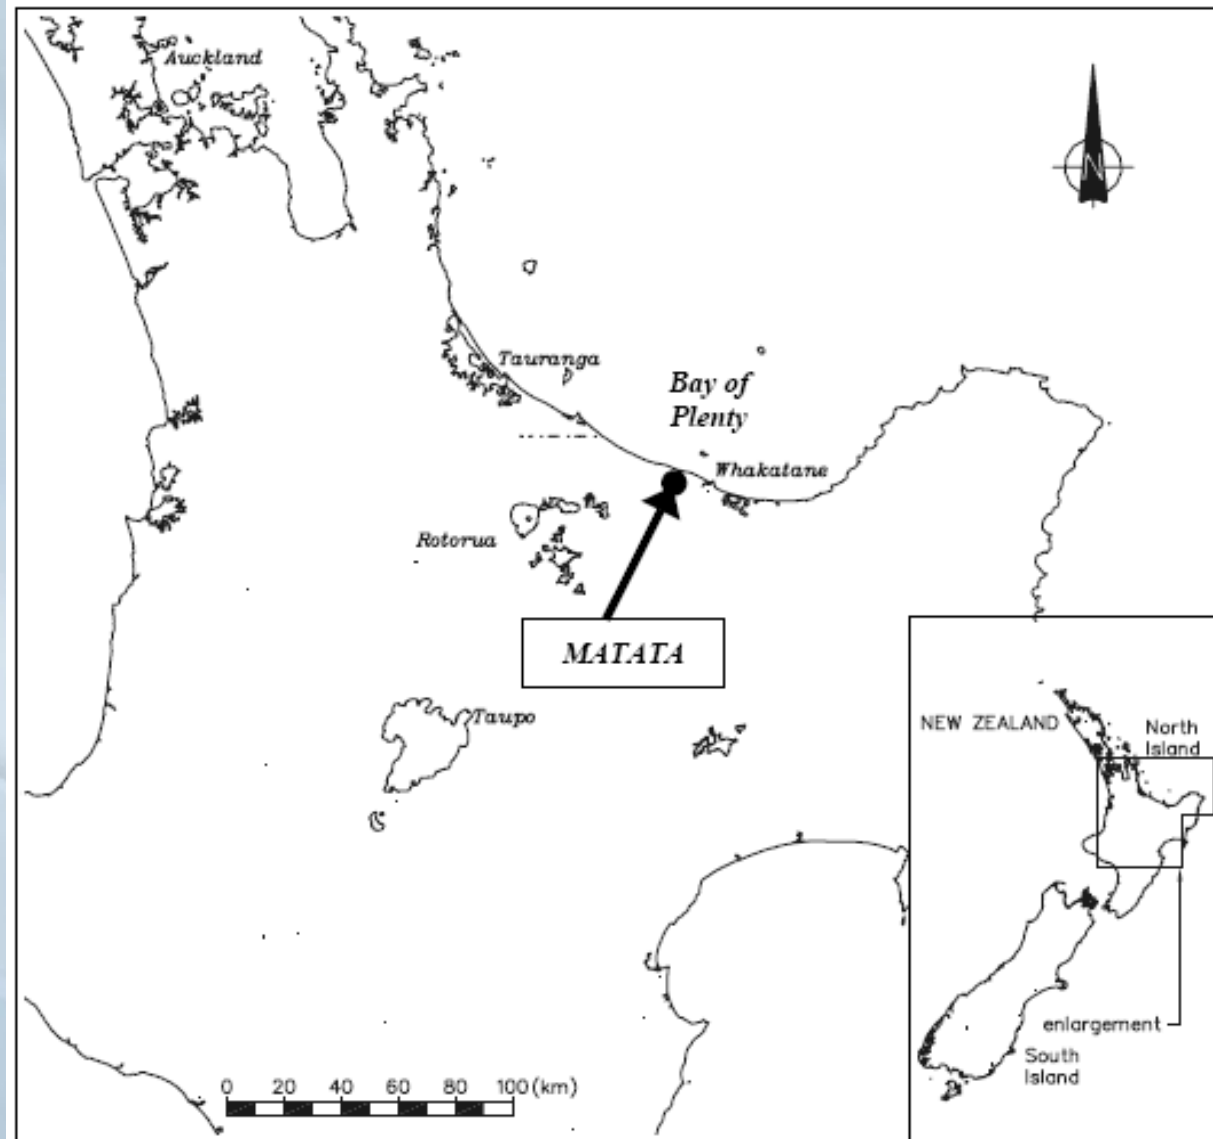 Auckland
N
Tauranga
Bay of
Plenty
Whakatane
Rotorua
MATATA
Taupo
NEW ZEALAND
North
Island
enlargement
South
Island
0 20 40 60 80 100 (km)